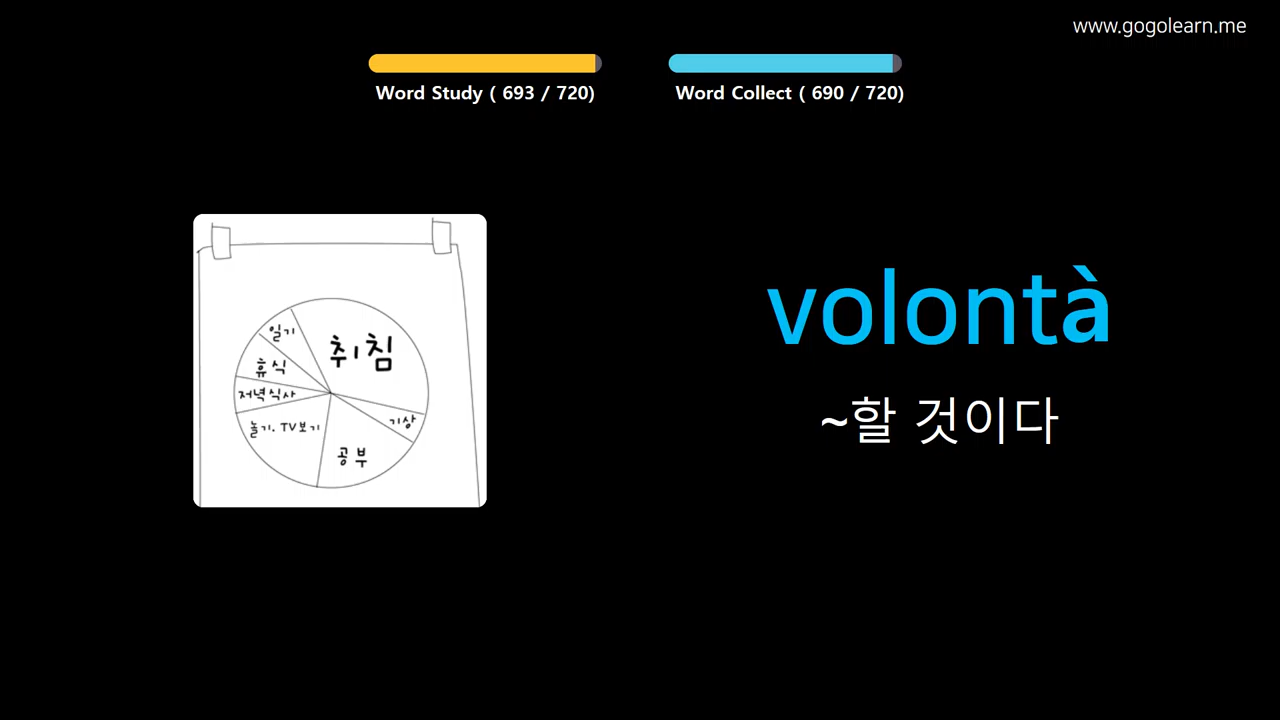 www.gogolearn.me
Word Study ( 693 / 720)
Word Collect ( 690 / 720)
일기
취침
휴식
저녁식사
기상
놀기. TV보기
공부
volontà
~할 것이다